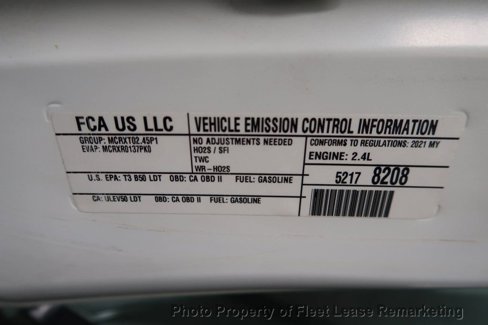 FCA US LLC
GROUP: MCRXT02.45P1
EVAP: MCRXR0137PK0
VEHICLE EMISSION CONTROL INFORMATION
NO ADJUSTMENTS NEEDED
HO2S / SFI
TWC
WR-HO2S
CONFORMS TO REGULATIONS: 2021 MY
ENGINE: 2.4L
U.S. EPA: T3 B50 LDT OBD: CA OBD II FUEL: GASOLINE
CA: ULEV50 LDT OBD: CA OBD II FUEL: GASOLINE
5217 8208
Photo Property of Fleet Lease Remarketing